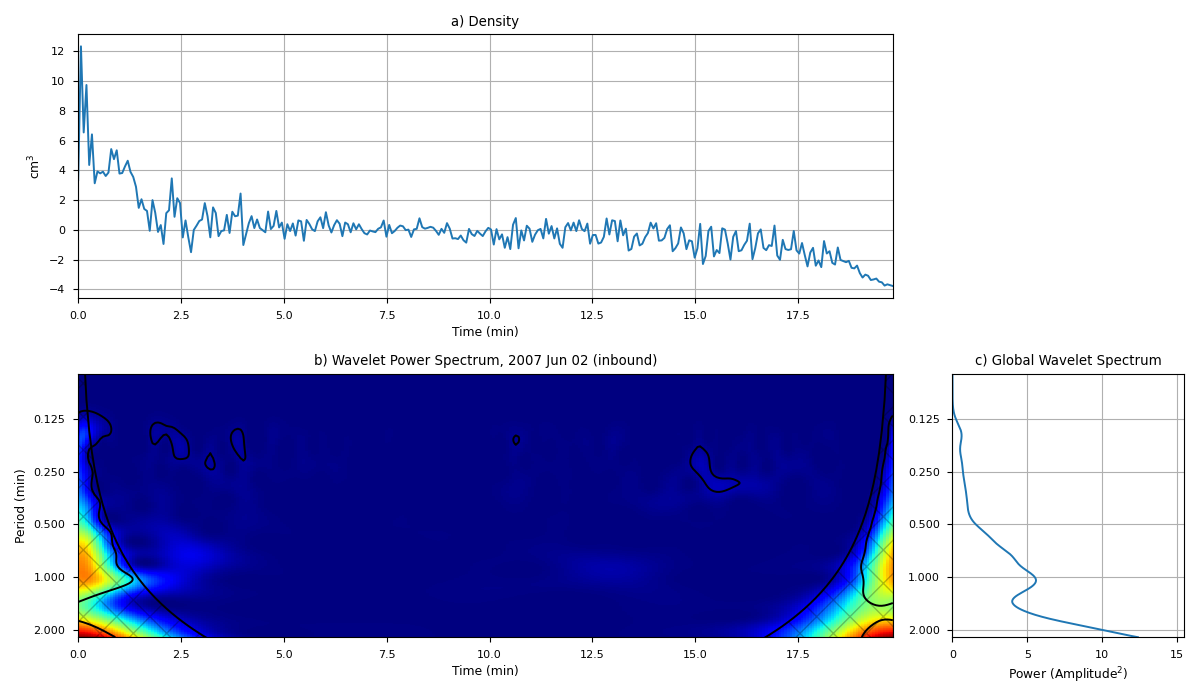 a) Density
cm³
12
10
8
6
4
2
0
−2
−4
0.0 2.5 5.0 7.5 10.0 12.5 15.0 17.5
Time (min)
b) Wavelet Power Spectrum, 2007 Jun 02 (inbound)
Period (min)
0.125
0.250
0.500
1.000
2.000
0.0 2.5 5.0 7.5 10.0 12.5 15.0 17.5
Time (min)
c) Global Wavelet Spectrum
0.125
0.250
0.500
1.000
2.000
0 5 10 15
Power (Amplitude²)